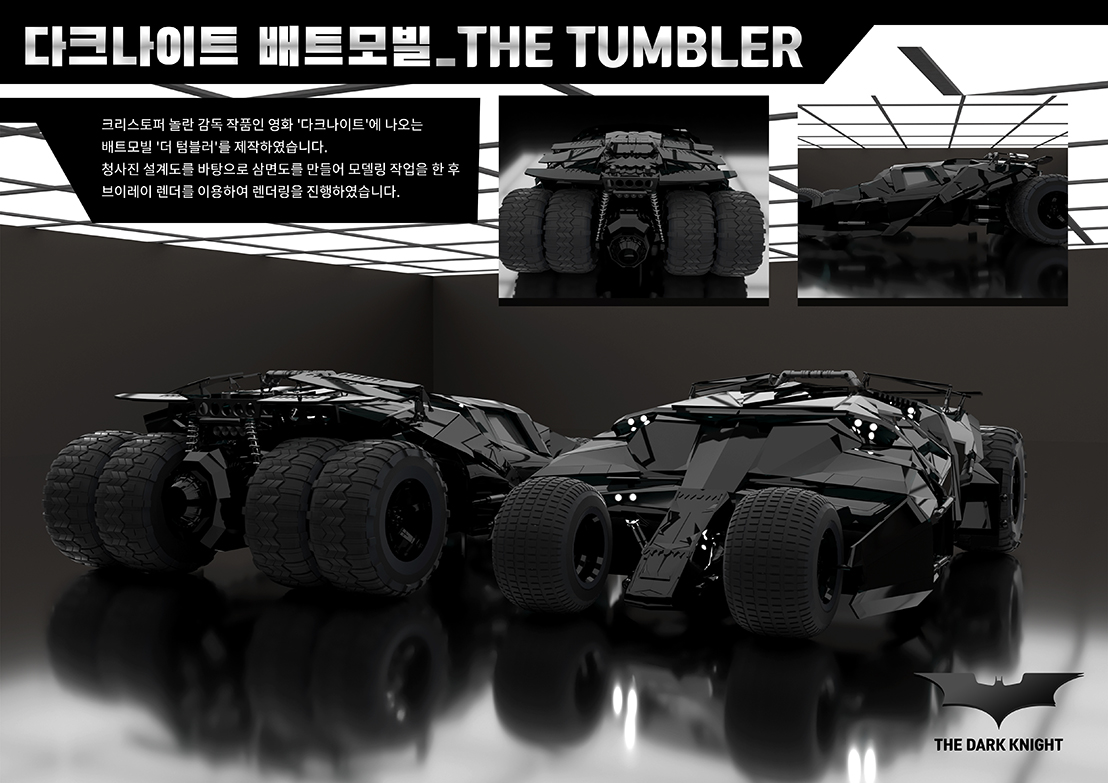 다크나이트 배트모빌_THE TUMBLER
크리스토퍼 놀란 감독 작품인 영화 '다크나이트'에 나오는
배트모빌 '더 텀블러'를 제작하였습니다.
청사진 설계도를 바탕으로 삼면도를 만들어 모델링 작업을 한 후
브이레이 렌더를 이용하여 렌더링을 진행하였습니다.
THE DARK KNIGHT